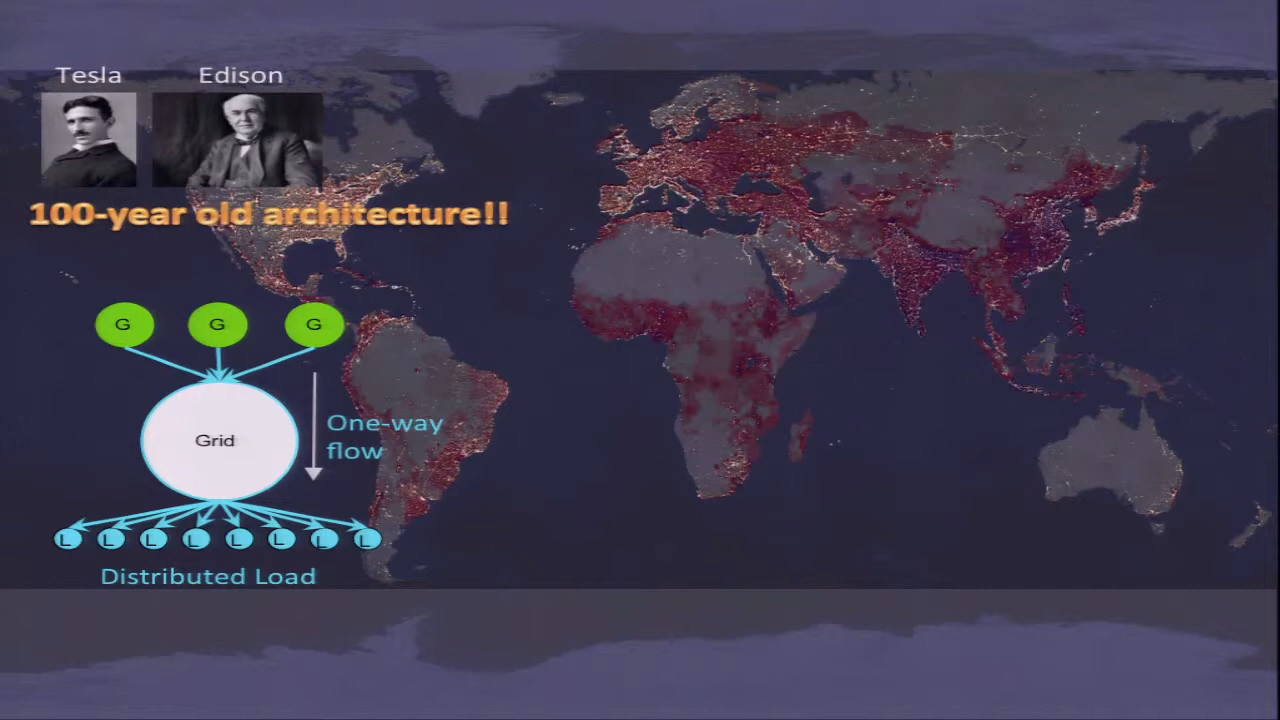 Tesla Edison
100-year old architecture!!
G G G
Grid
One-way
flow
L L L L L L L L
Distributed Load